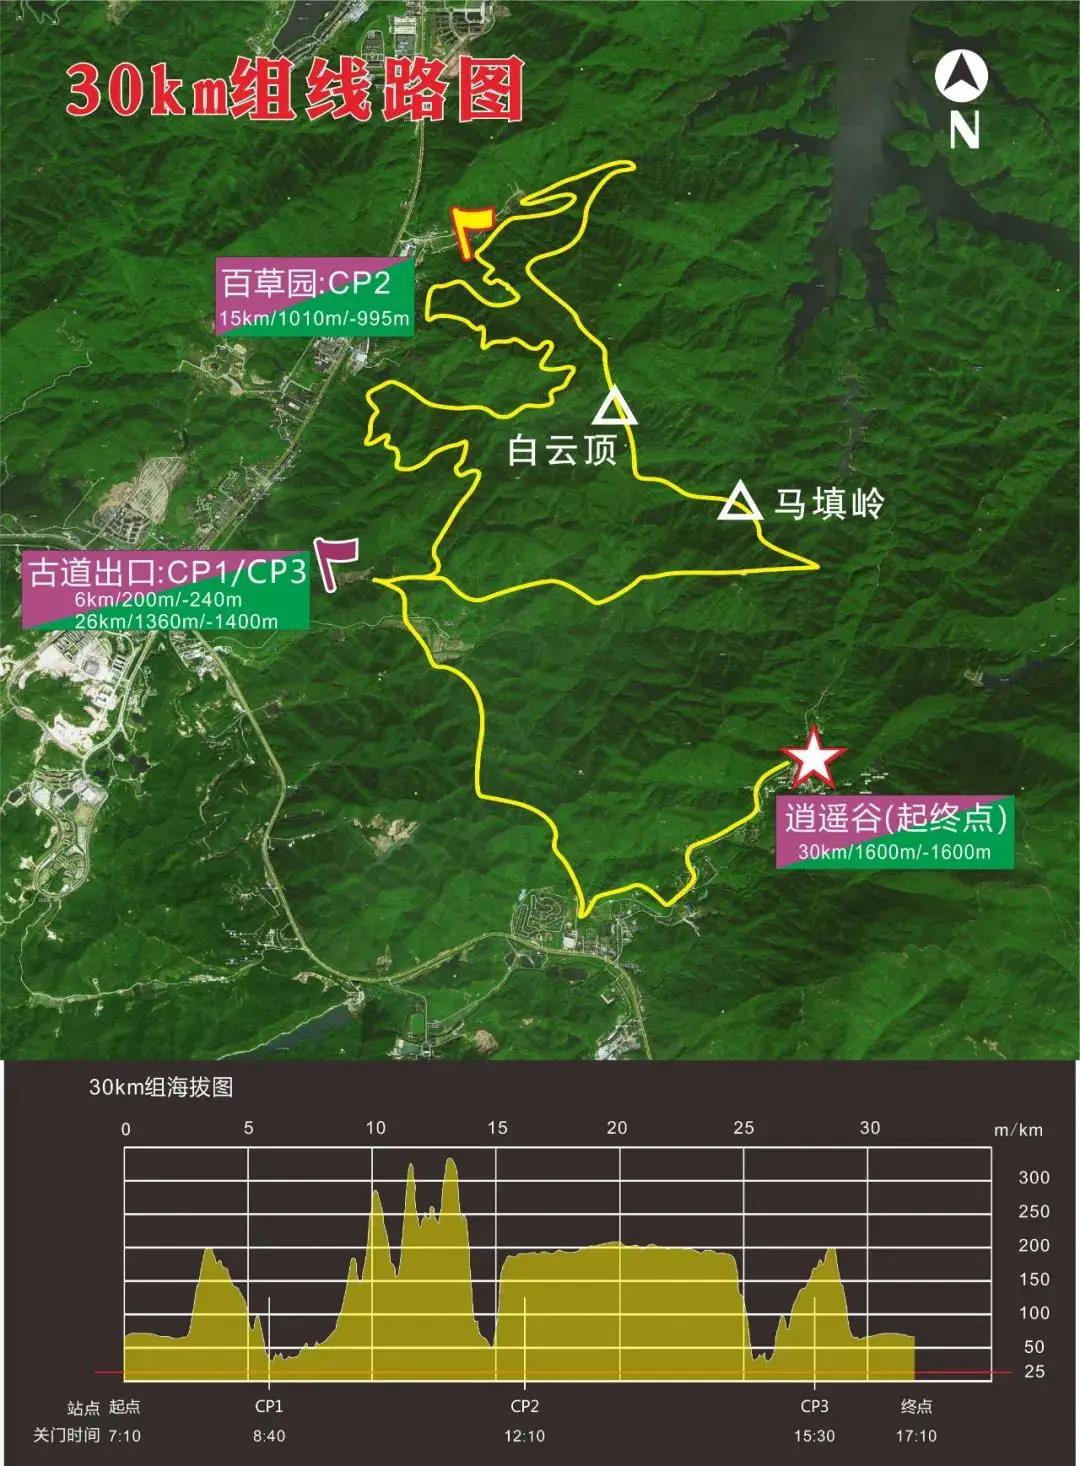 30km组线路图
N
百草园:CP2
15km/1010m/-995m
白云顶
马填岭
古道出口:CP1/CP3
6km/200m/-240m
26km/1360m/-1400m
逍遥谷(起终点)
30km/1600m/-1600m
30km组海拔图
0 5 10 15 20 25 30 m/km
300
250
200
150
100
50
25
站点 起点 CP1 CP2 CP3 终点
关门时间 7:10 8:40 12:10 15:30 17:10